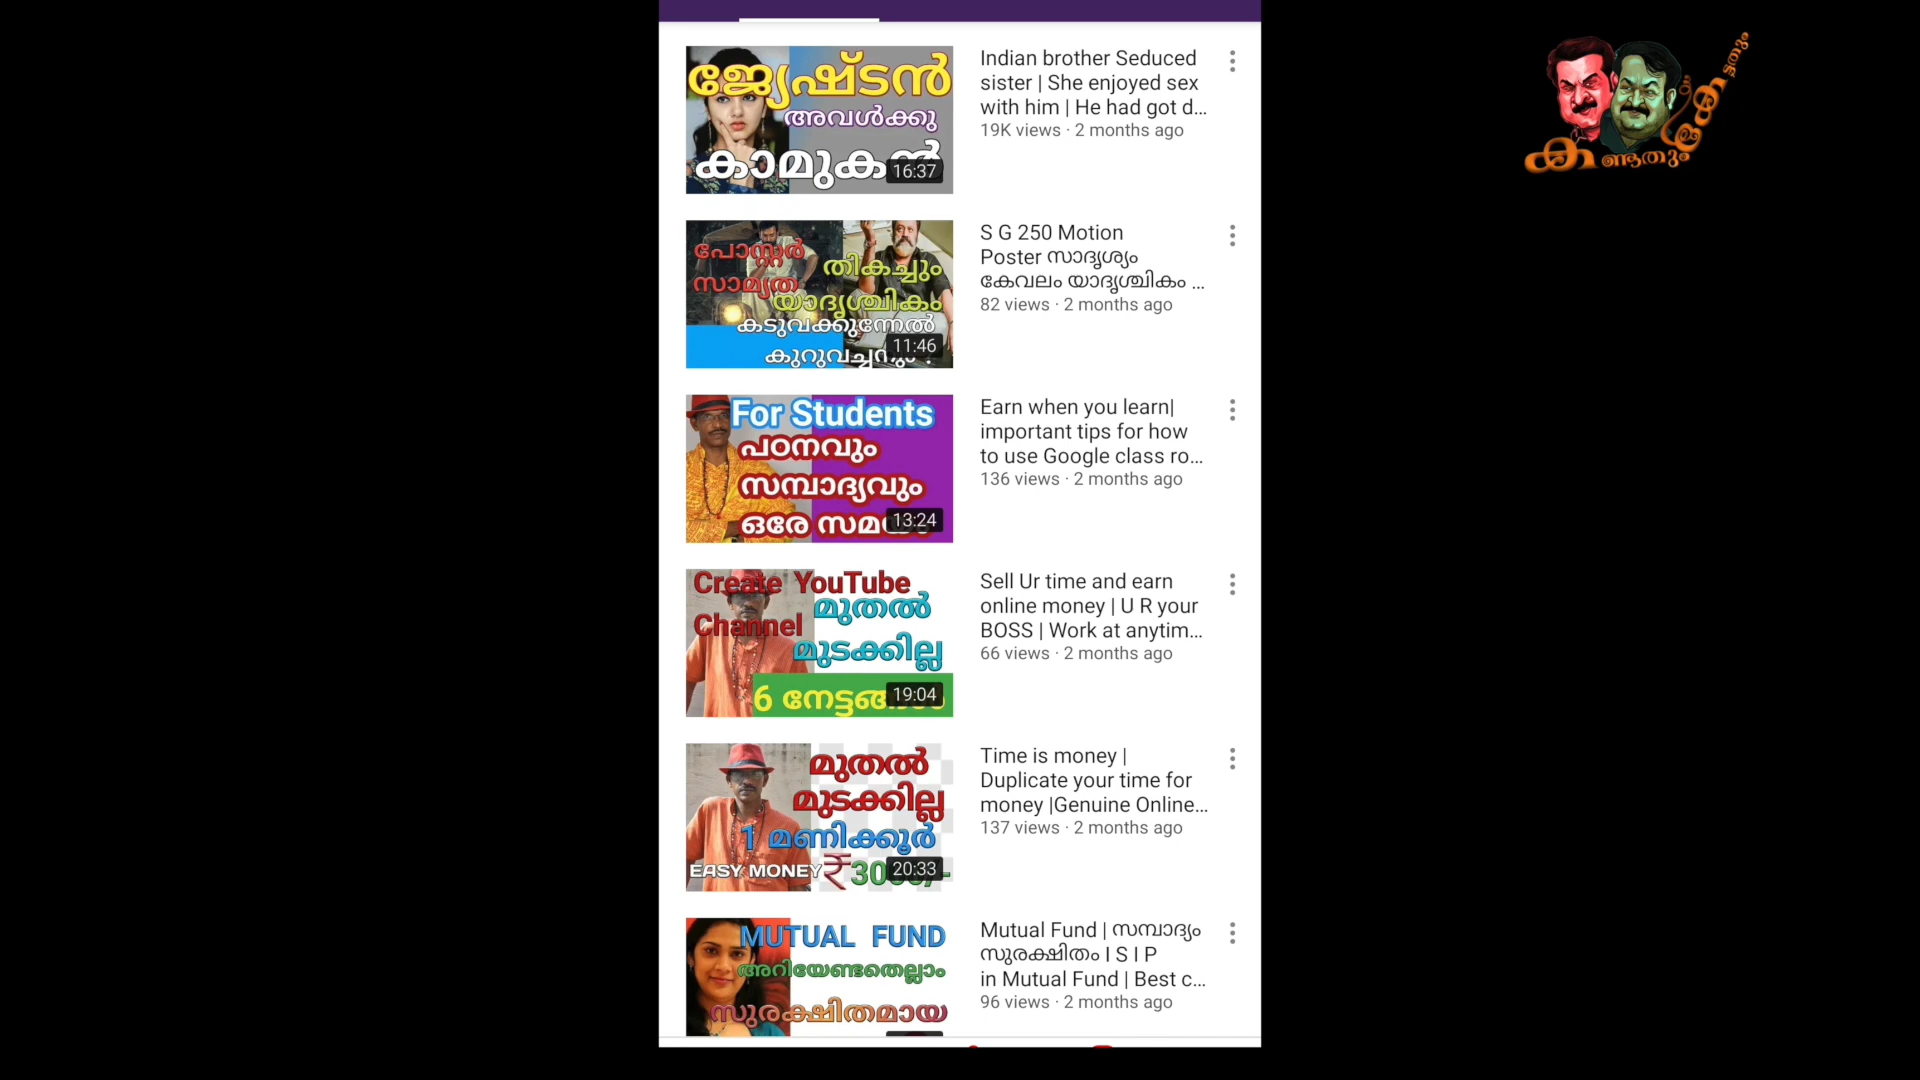 ജ്യേഷ്ടൻ
അവൾക്കു
കാമുകൻ
16:37
Indian brother Seduced
sister | She enjoyed sex
with him | He had got d...
19K views · 2 months ago
പോസ്റ്റർ
സാമ്യത
തികച്ചും
യാദൃശ്ചികം
കടുവക്കുന്നേൽ
11:46
S G 250 Motion
Poster സാദൃശ്യം
കേവലം യാദൃശ്ചികം ...
82 views · 2 months ago
For Students
പഠനവും
സമ്പാദ്യവും
ഒരേ
13:24
Earn when you learn|
important tips for how
to use Google class ro...
136 views · 2 months ago
Create YouTube
Channel
മുതൽ
മുടക്കില്ല
6
19:04
Sell Ur time and earn
online money | U R your
BOSS | Work at anytim...
66 views · 2 months ago
മുതൽ
മുടക്കില്ല
1 മണിക്കൂർ
EASY MONEY
20:33
Time is money |
Duplicate your time for
money |Genuine Online...
137 views · 2 months ago
MUTUAL FUND
അറിയേണ്ടതെല്ലാം
സുരക്ഷിതമായ
Mutual Fund | സമ്പാദ്യം
സുരക്ഷിതം I S I P
in Mutual Fund | Best c...
96 views · 2 months ago